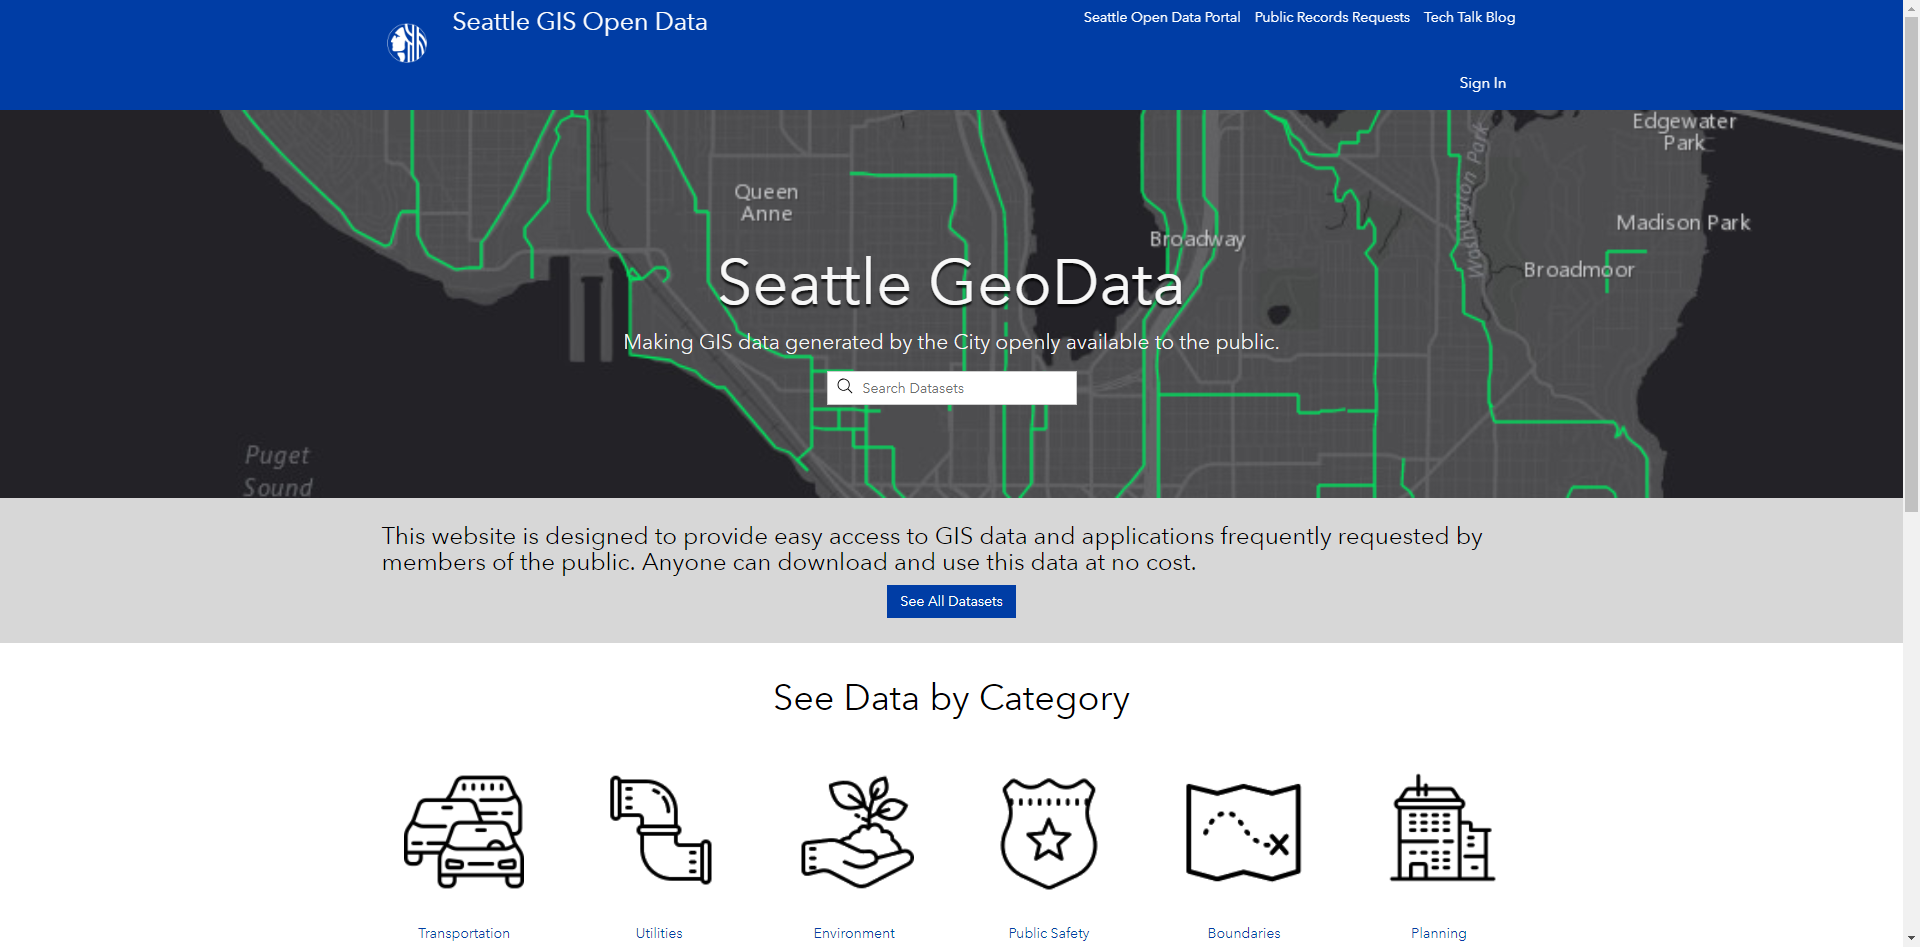 Seattle GIS Open Data
Seattle Open Data Portal
Public Records Requests
Tech Talk Blog
Sign In
Edgewater
Park
Queen
Anne
Washington Park
Madison Park
Broadway
Broadmoor
Seattle GeoData
Making GIS data generated by the City openly available to the public.
Search Datasets
Puget
Sound
This website is designed to provide easy access to GIS data and applications frequently requested by
members of the public. Anyone can download and use this data at no cost.
See All Datasets
See Data by Category
Transportation
Utilities
Environment
Public Safety
Boundaries
Planning